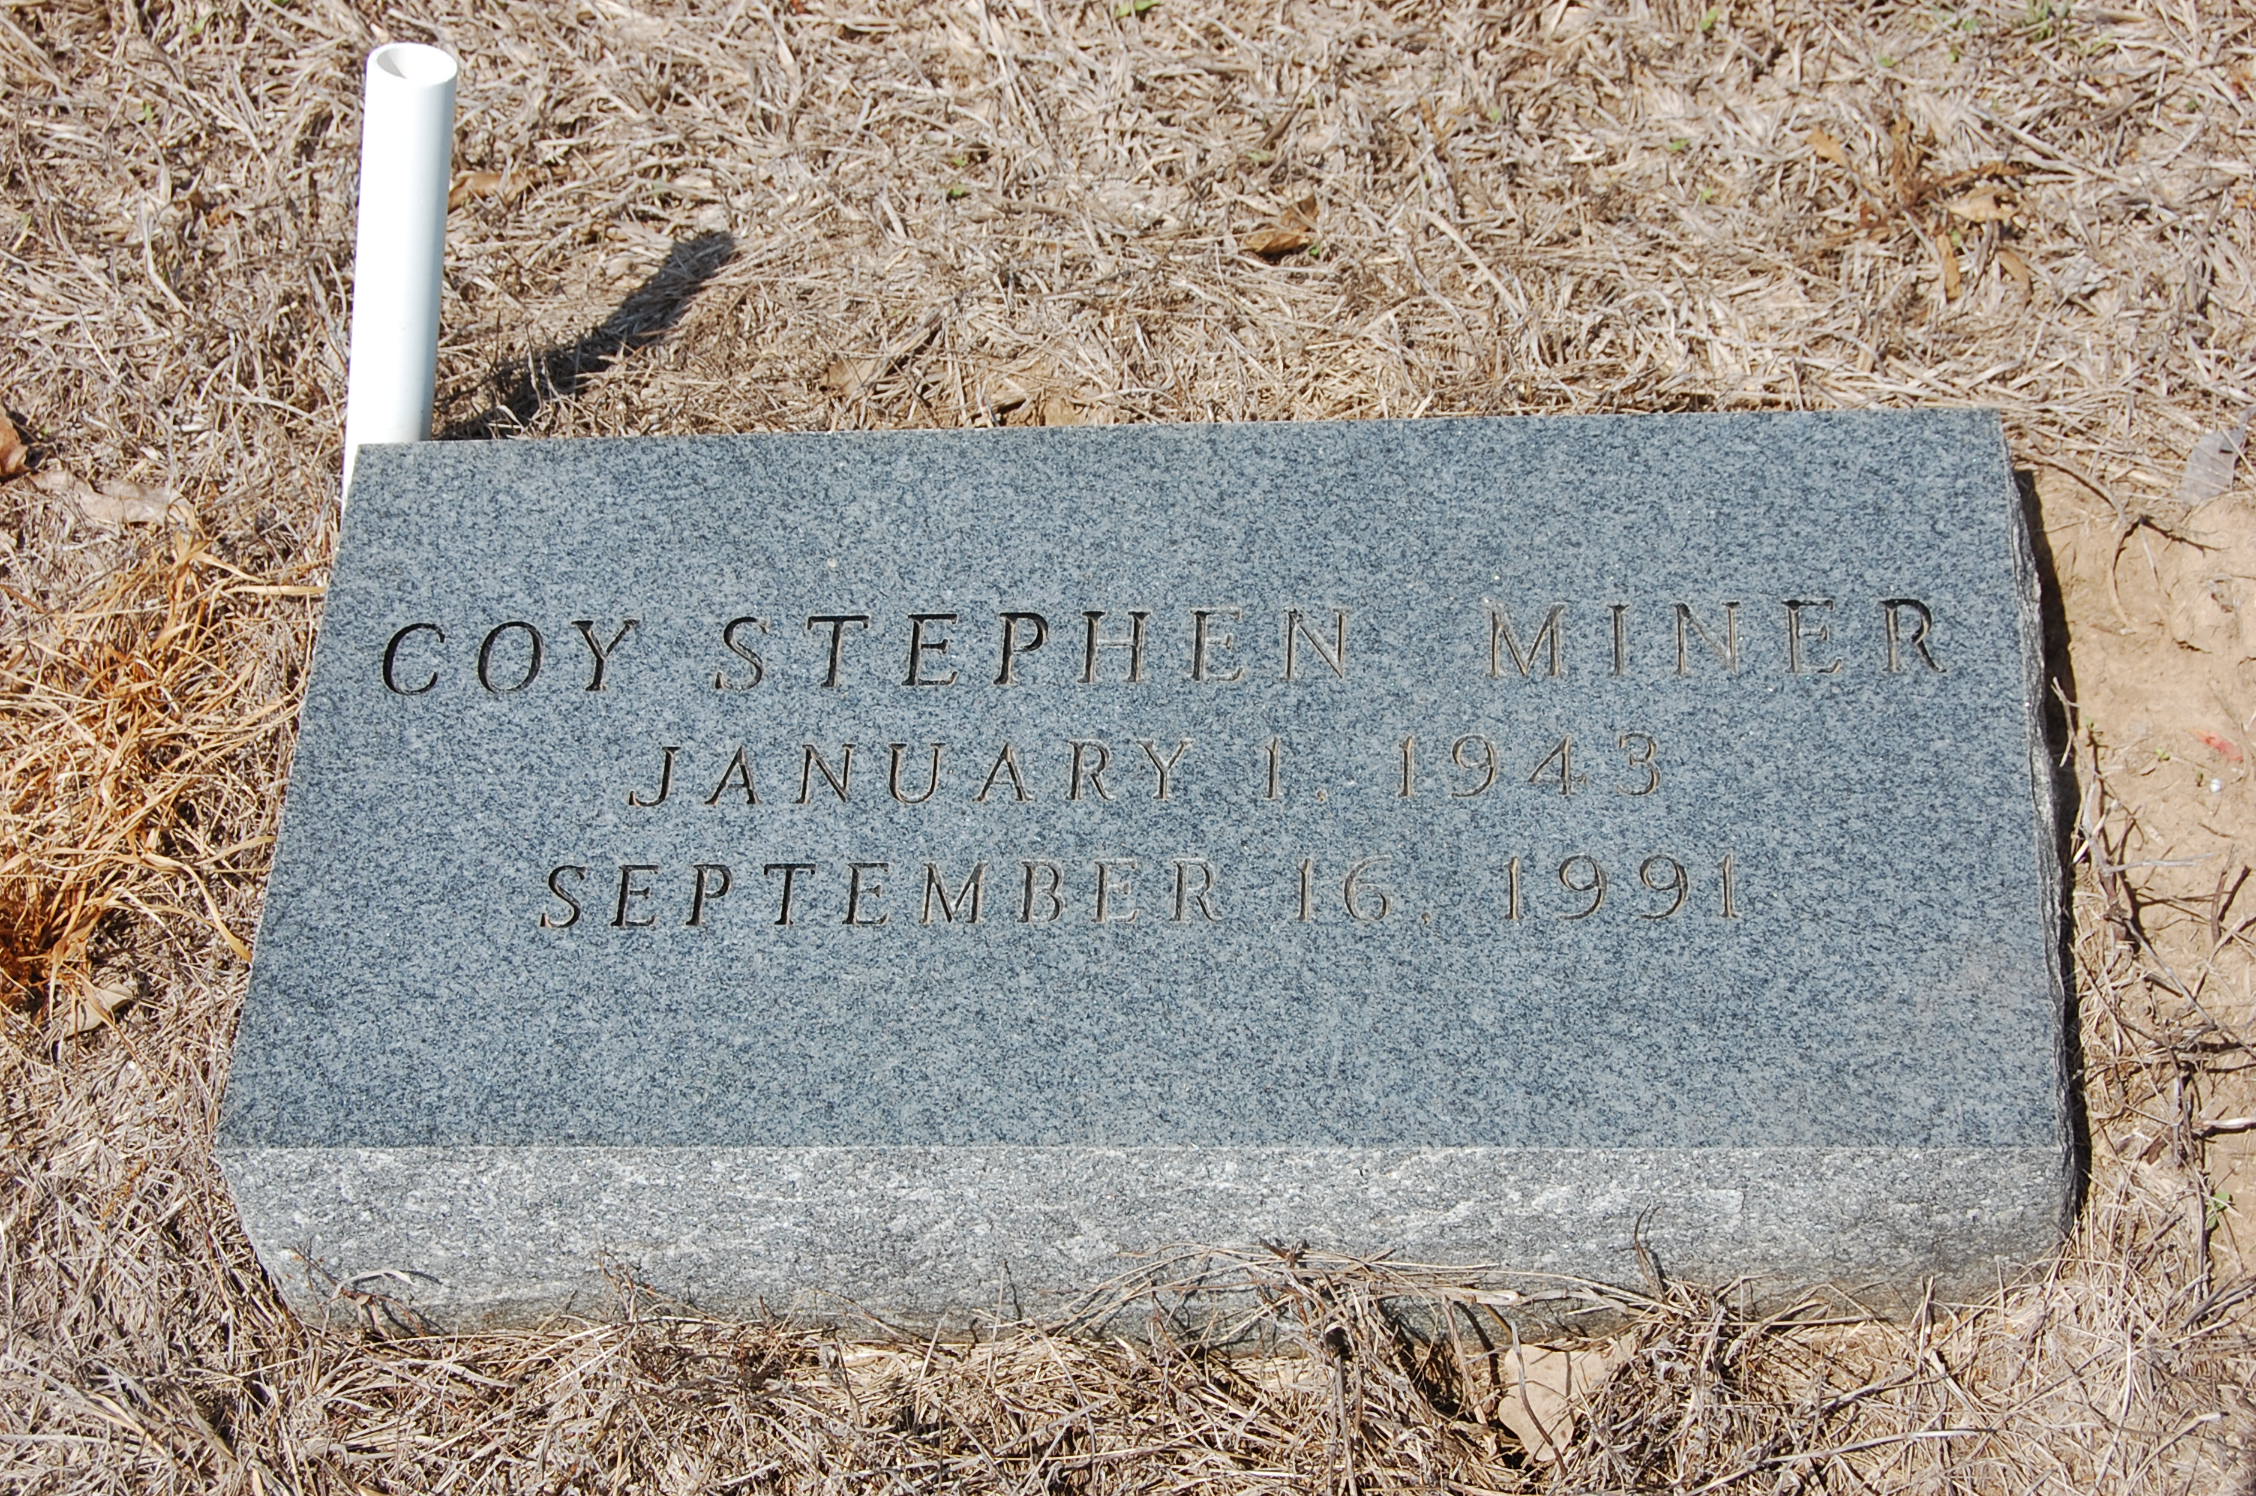 COY STEPHEN MINER
JANUARY 1, 1943
SEPTEMBER 16, 1991